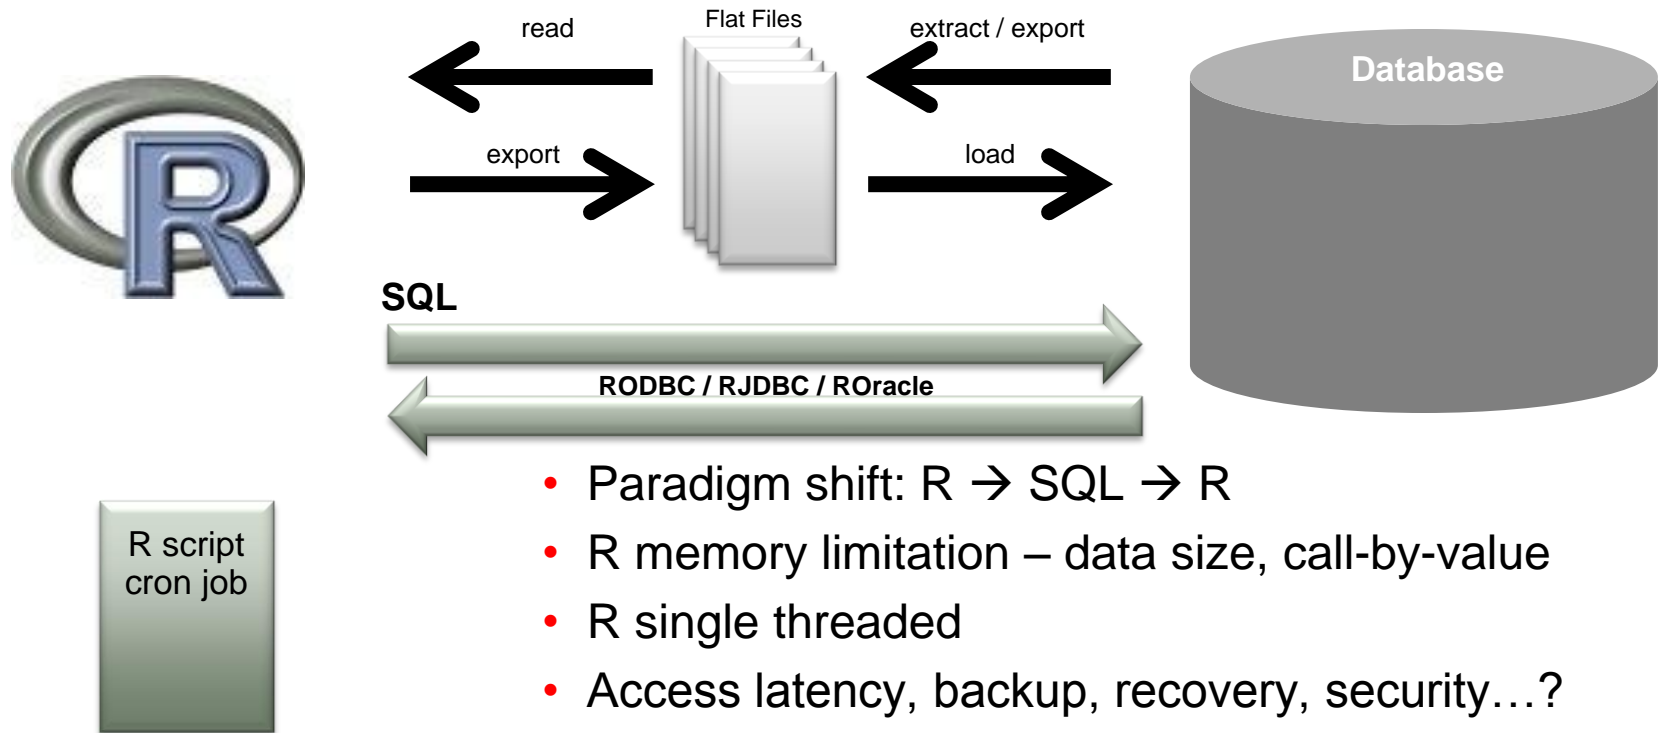 Flat Files
read
extract / export
Database
R
export
load
SQL
RODBC / RJDBC / ROracle
• Paradigm shift: R → SQL → R
R script
cron job
• R memory limitation – data size, call-by-value
• R single threaded
• Access latency, backup, recovery, security…?